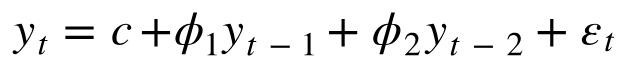 yₜ = c + ϕ₁yₜ ₋ ₁ + ϕ₂yₜ ₋ ₂ + εₜ